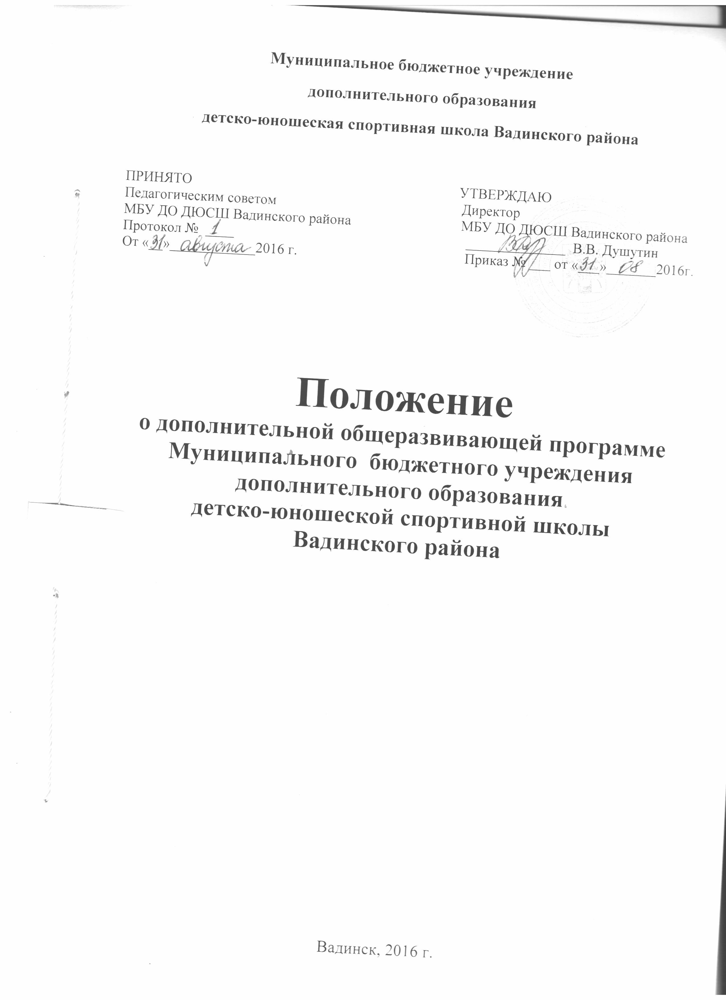 Муниципальное бюджетное учреждение
дополнительного образования
детско-юношеская спортивная школа Вадинского района
ПРИНЯТО
Педагогическим советом
МБУ ДО ДЮСШ Вадинского района
Протокол № 1
От «31» августа 2016 г.
УТВЕРЖДАЮ
Директор
МБУ ДО ДЮСШ Вадинского района
В.В. Душутин
Приказ № ___ от «31» 08 2016г.
Положение
о дополнительной общеразвивающей программе
Муниципального бюджетного учреждения
дополнительного образования
детско-юношеской спортивной школы
Вадинского района
Вадинск, 2016 г.